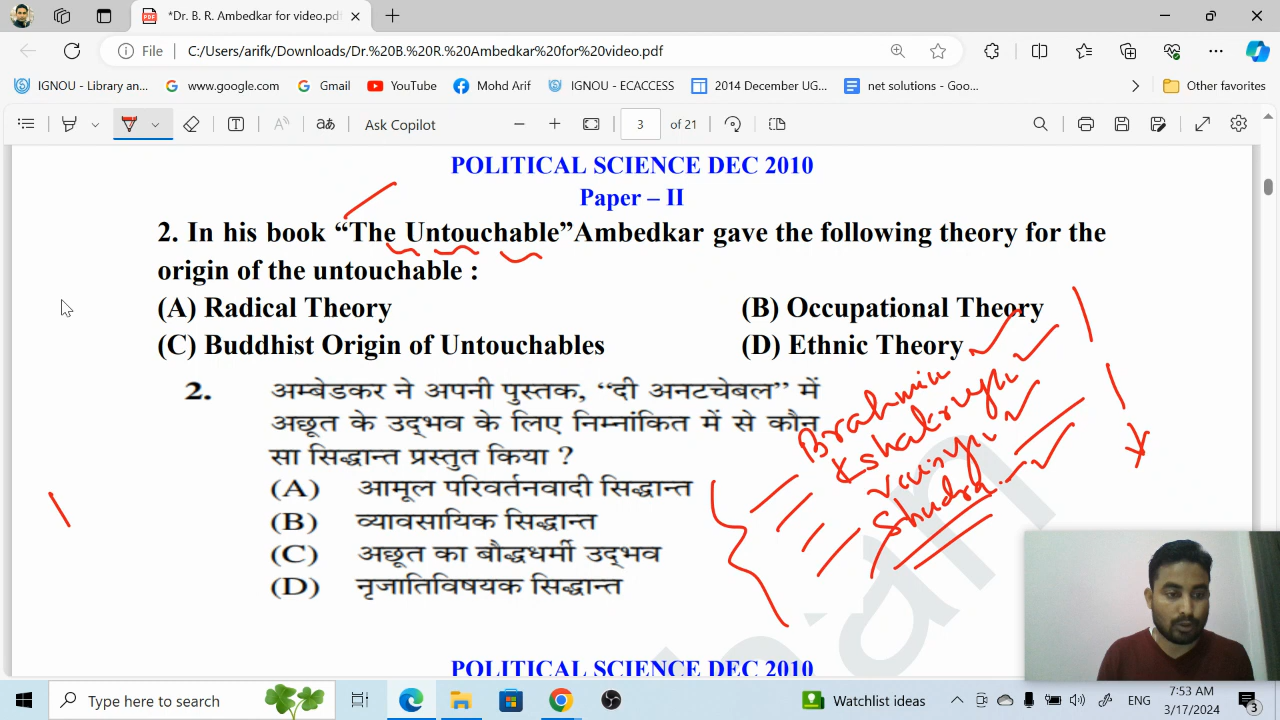 *Dr. B. R. Ambedkar for video.pdf
File C:/Users/arifk/Downloads/Dr.%20B.%20R.%20Ambedkar%20for%20video.pdf
IGNOU - Library an... www.google.com Gmail YouTube Mohd Arif IGNOU - ECACCESS 2014 December UG... net solutions - Goo... Other favorites
Ask Copilot 3 of 21
POLITICAL SCIENCE DEC 2010
Paper – II
2. In his book “The Untouchable”Ambedkar gave the following theory for the
origin of the untouchable :
(A) Radical Theory (B) Occupational Theory
(C) Buddhist Origin of Untouchables (D) Ethnic Theory
2. अम्बेडकर ने अपनी पुस्तक, “दी अनटचेबल” में
अछूत के उद्‌भव के लिए निम्नांकित में से कौन
सा सिद्धान्त प्रस्तुत किया ?
(A) आमूल परिवर्तनवादी सिद्धान्त
(B) व्यावसायिक सिद्धान्त
(C) अछूत का बौद्धधर्मी उद्‌भव
(D) नृजातिविषयक सिद्धान्त
Brahmin
Kshatriya
Vaisya
Shudra
POLITICAL SCIENCE DEC 2010
Type here to search Watchlist ideas ENG 7:53 AM
3/17/2024 3